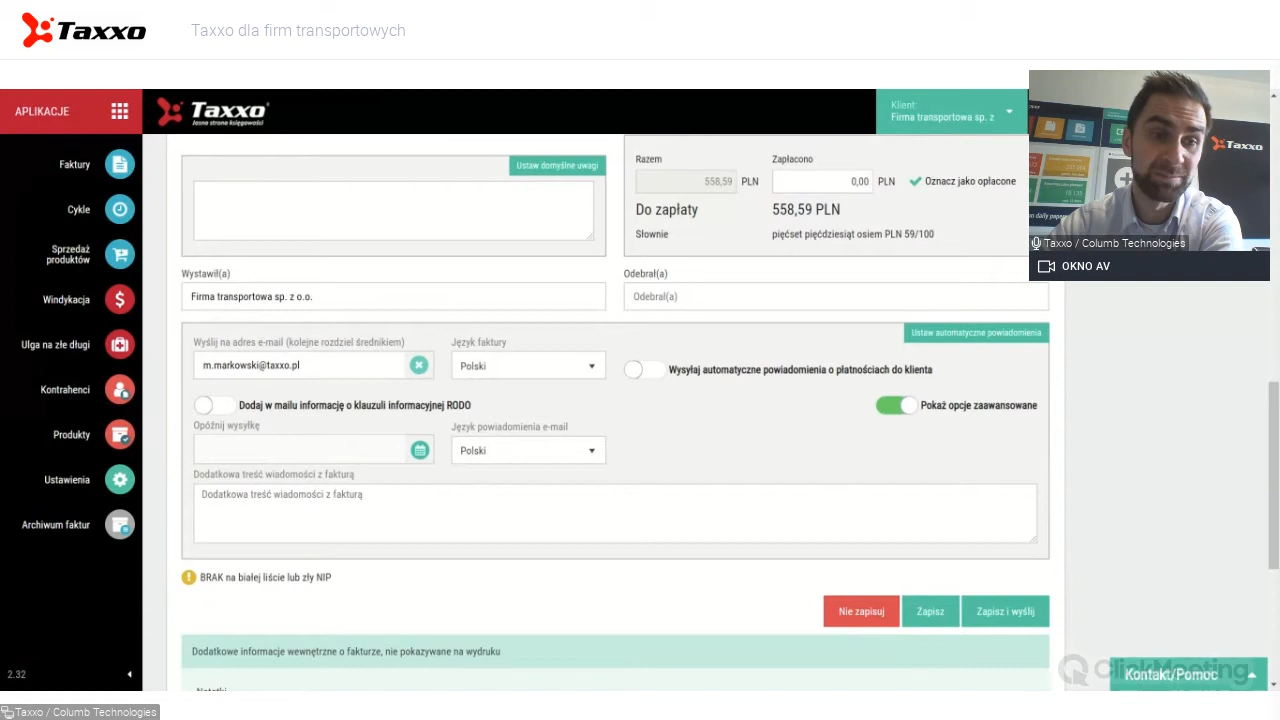 Taxxo
Taxxo dla firm transportowych
APLIKACJE
Taxxo
Jasna strona księgowości
Klient:
Firma transportowa sp. z
Faktury
Cykle
Sprzedaż
produktów
Windykacja
Ulga na złe długi
Kontrahenci
Produkty
Ustawienia
Archiwum faktur
2.32
Ustaw domyślne uwagi
Razem
Zapłacono
558,59 PLN
0,00 PLN
Oznacz jako opłacone
Do zapłaty
558,59 PLN
Słownie
pięćset pięćdziesiąt osiem PLN 59/100
Wystawił(a)
Odebrał(a)
Firma transportowa sp. z o.o.
Odebrał(a)
Ustaw automatyczne powiadomienia
Wyślij na adres e-mail (kolejne rozdziel średnikiem)
Język faktury
m.markowski@taxxo.pl
Polski
Wysyłaj automatyczne powiadomienia o płatnościach do klienta
Dodaj w mailu informację o klauzuli informacyjnej RODO
Pokaż opcje zaawansowane
Opóźnij wysyłkę
Język powiadomienia e-mail
Polski
Dodatkowa treść wiadomości z fakturą
Dodatkowa treść wiadomości z fakturą
BRAK na białej liście lub zły NIP
Nie zapisuj
Zapisz
Zapisz i wyślij
Dodatkowe informacje wewnętrzne o fakturze, nie pokazywane na wydruku
Notatki
Taxxo
Taxxo / Columb Technologies
OKNO AV
ClickMeeting
Kontakt/Pomoc
Taxxo / Columb Technologies